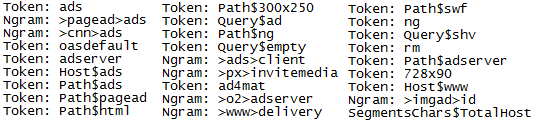 Token: ads
Ngram: >pagead>ads
Ngram: >cnn>ads
Token: oasdefault
Token: adserver
Token: Host$ads
Token: Path$ads
Token: Path$pagead
Token: Path$html
Token: Path$300x250
Token: Query$ad
Token: Path$ng
Token: Query$empty
Ngram: >ads>client
Ngram: >px>invitemedia
Token: ad4mat
Ngram: >o2>adserver
Ngram: >www>delivery
Token: Path$swf
Token: ng
Token: Query$shv
Token: rm
Token: Path$adserver
Token: 728x90
Token: Host$www
Ngram: >imgad>id
SegmentsChars$TotalHost